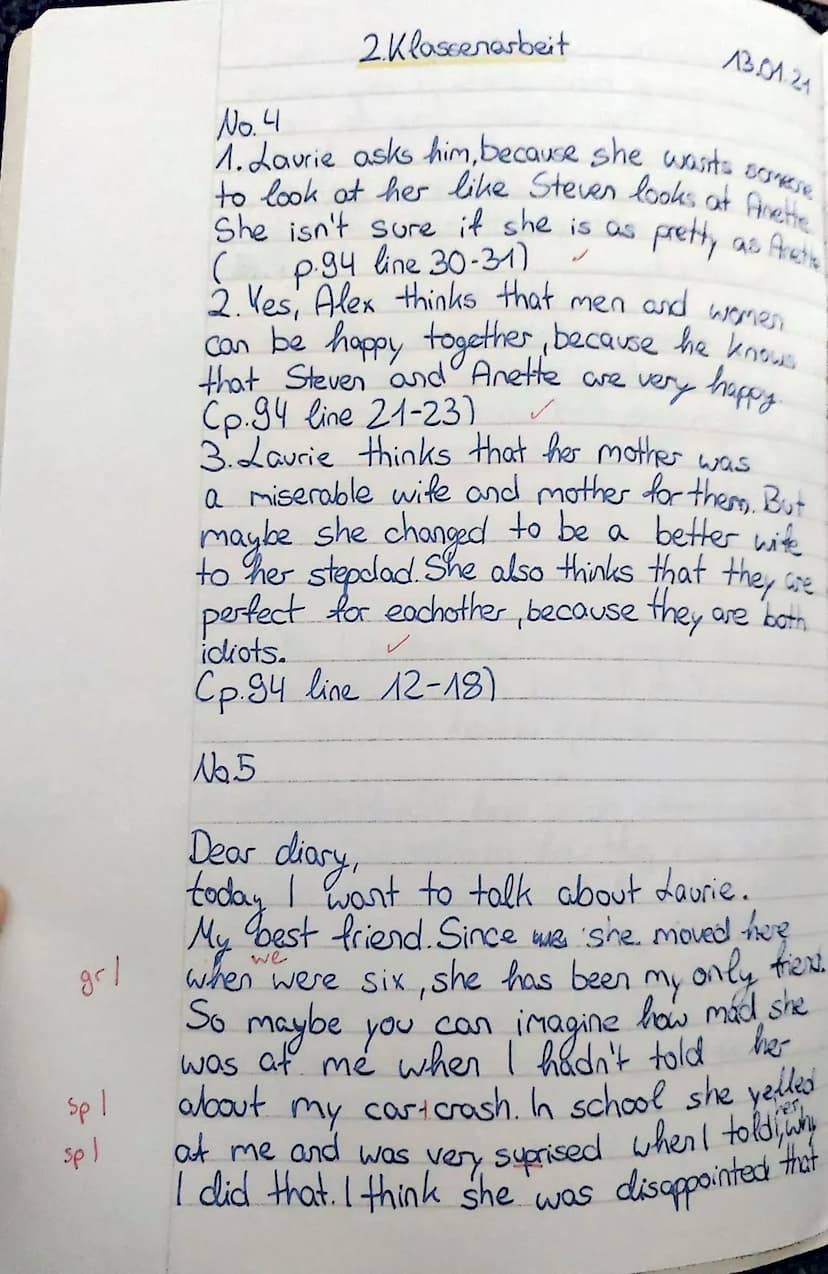 2. Klassenarbeit
13.01.21
No. 4
1. Laurie asks him, because she wants someone
to look at her like Steven looks at Anette
She isn't sure if she is as pretty as Anette
( p.94 line 30-31)
2. Yes, Alex thinks that men and women
can be happy together, because he knows
that Steven and Anette are very happy.
(p.94 line 21-23)
3. Laurie thinks that her mother was
a miserable wife and mother for them. But
maybe she changed to be a better wife
to her stepdad. She also thinks that they are
perfect for eachother, because they are both
idiots.
(p.94 line 12-18)
No. 5
Dear diary,
today I want to talk about Laurie.
My best friend. Since she moved here
we
gr I when were six, she has been my only friend.
So maybe you can imagine how mad she
was at me when I hadn't told her
sp I about my car crash. In school she yelled
her
sp I at me and was very suprised when I told, why
I did that. I think she was disappointed that